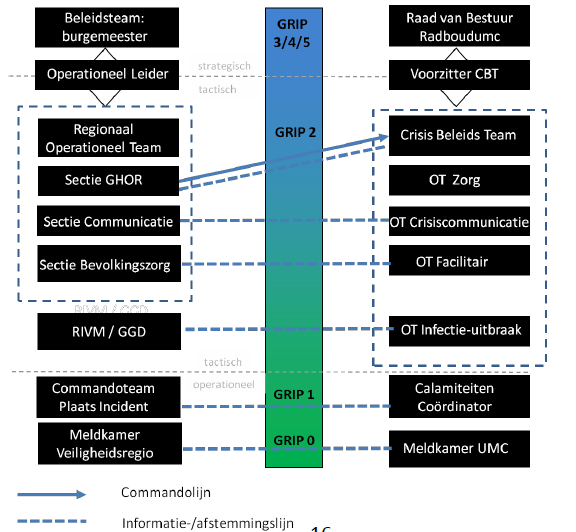 Beleidsteam:
burgemeester
GRIP
3/4/5
Raad van Bestuur
Radboudumc
Operationeel Leider
strategisch
tactisch
Voorzitter CBT
Regionaal
Operationeel Team
GRIP 2
Crisis Beleids Team
Sectie GHOR
OT Zorg
Sectie Communicatie
OT Crisiscommunicatie
Sectie Bevolkingszorg
OT Facilitair
RIVM / GGD
RIVM / GGD
OT Infectie-uitbraak
tactisch
operationeel
Commandoteam
Plaats Incident
GRIP 1
Calamiteiten
Coördinator
Meldkamer
Veiligheidsregio
GRIP 0
Meldkamer UMC
Commandolijn
Informatie-/afstemmingslijn
16